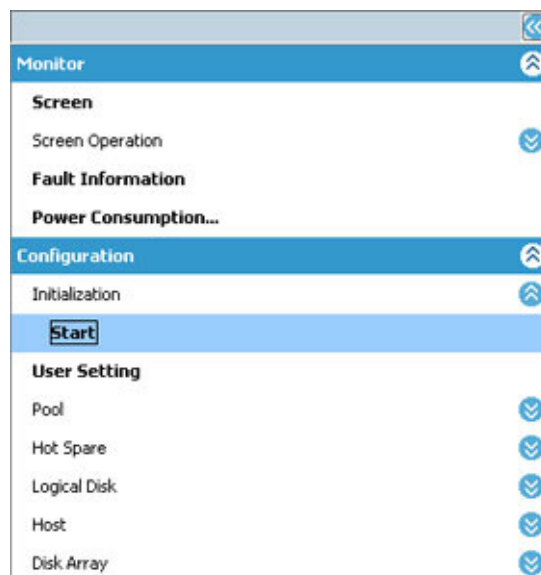 Monitor
Screen
Screen Operation
Fault Information
Power Consumption...
Configuration
Initialization
Start
User Setting
Pool
Hot Spare
Logical Disk
Host
Disk Array